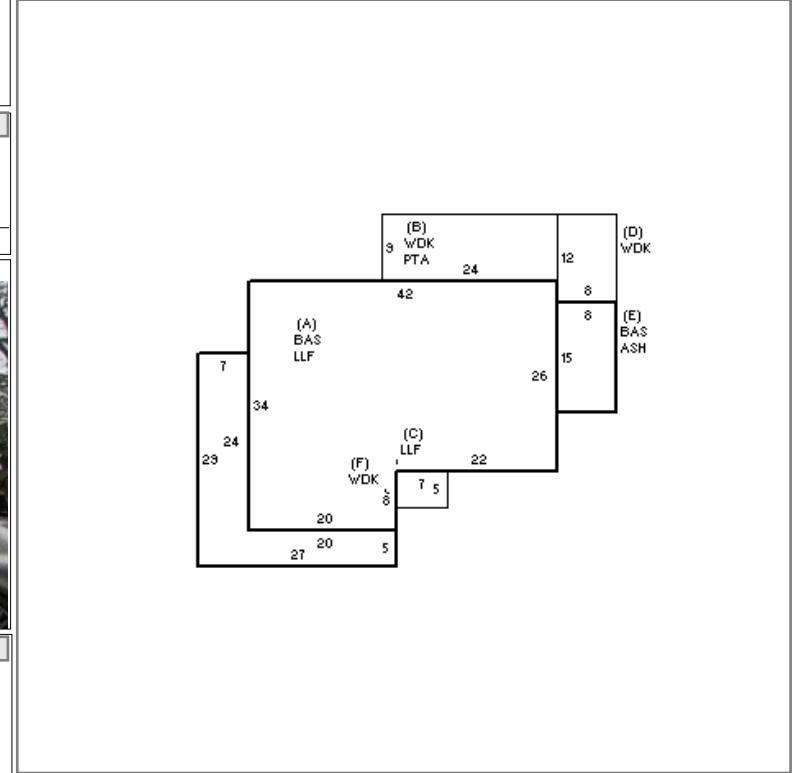 (B)
9 WDK
PTA
24
(D)
WDK
12
8
42
8
(E)
BAS
ASH
(A)
BAS
LLF
15
7
26
34
24
(C)
LLF
29
22
(F)
WDK
7 5
8
20
20
5
27